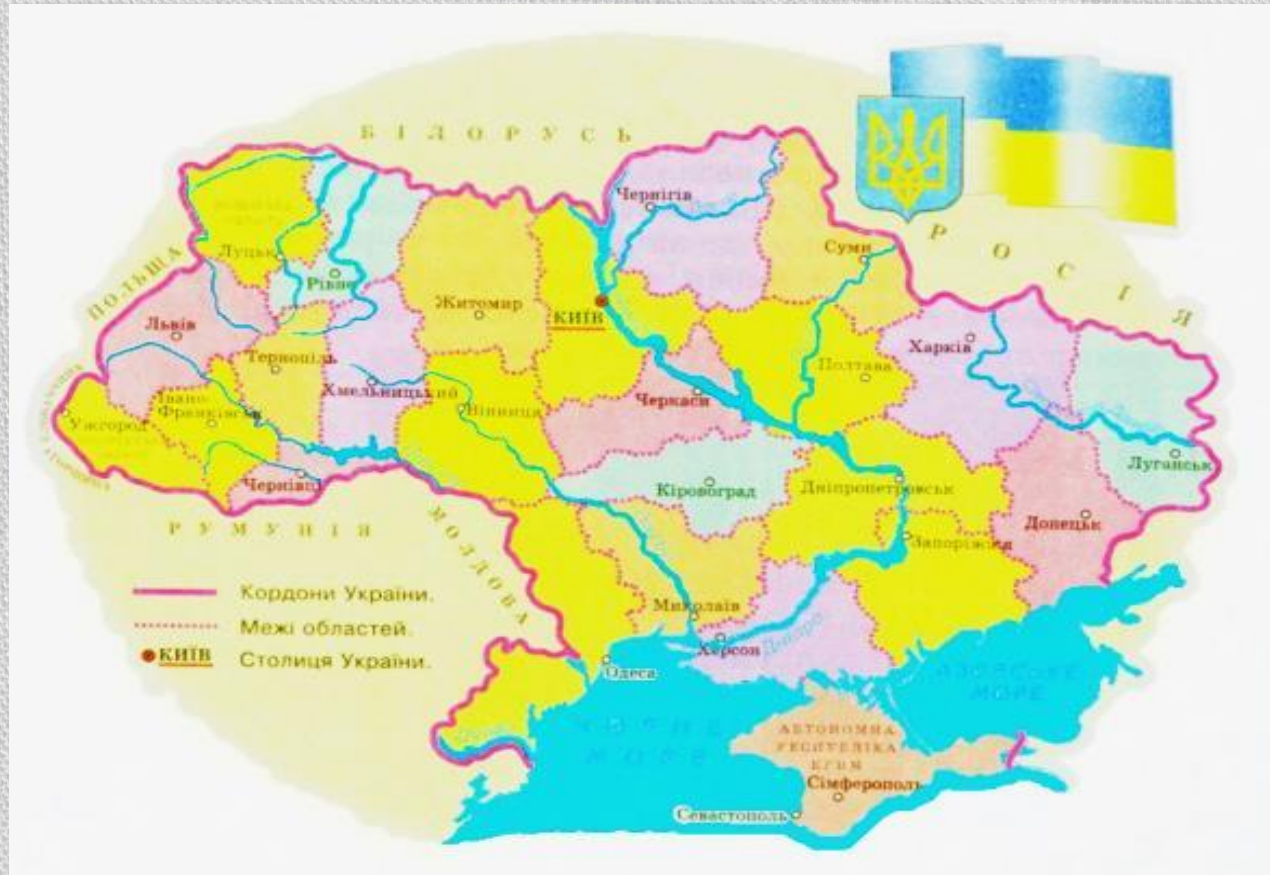 БІЛОРУСЬ
Чернігів
РОСІЯ
Суми
ПОЛЬЩА
Луцьк
Рівне
Житомир
КИЇВ
Львів
Харків
Тернопіль
Полтава
Хмельницький
Черкаси
Івано-
Франківськ
Вінниця
Ужгород
Луганськ
Чернівці
Кіровоград
Дніпропетровськ
Донецьк
РУМУНІЯ
МОЛДОВА
Запоріжжя
Кордони України.
Межі областей.
КИЇВ Столиця України.
Миколаїв
Херсон
Дніпро
Одеса
АЗОВСЬКЕ
МОРЕ
ЧОРНЕ
МОРЕ
АВТОНОМНА
РЕСПУБЛІКА
КРИМ
Сімферополь
Севастополь